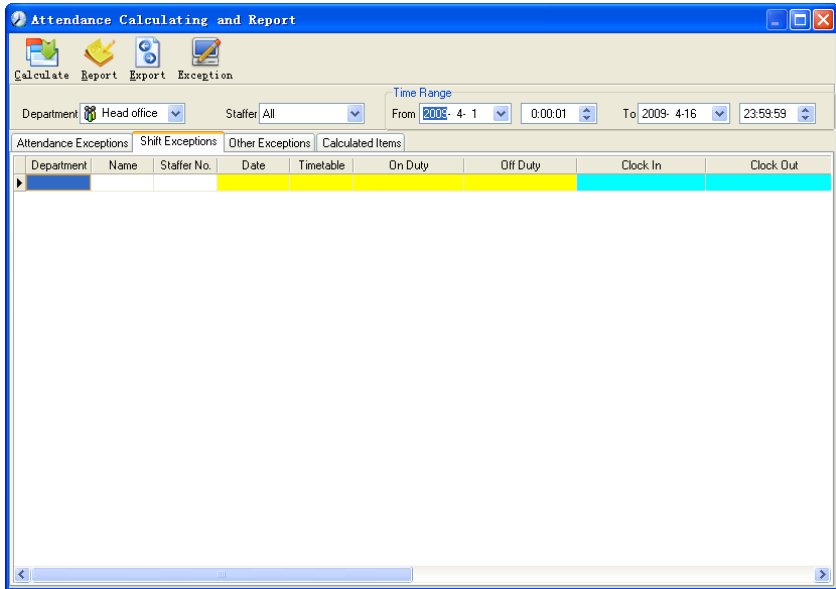 Attendance Calculating and Report
Calculate Report Export Exception
Time Range
Department Head office Staffer All From 2009- 4- 1 0:00:01 To 2009- 4-16 23:59:59
Attendance Exceptions Shift Exceptions Other Exceptions Calculated Items
Department Name Staffer No. Date Timetable On Duty Off Duty Clock In Clock Out